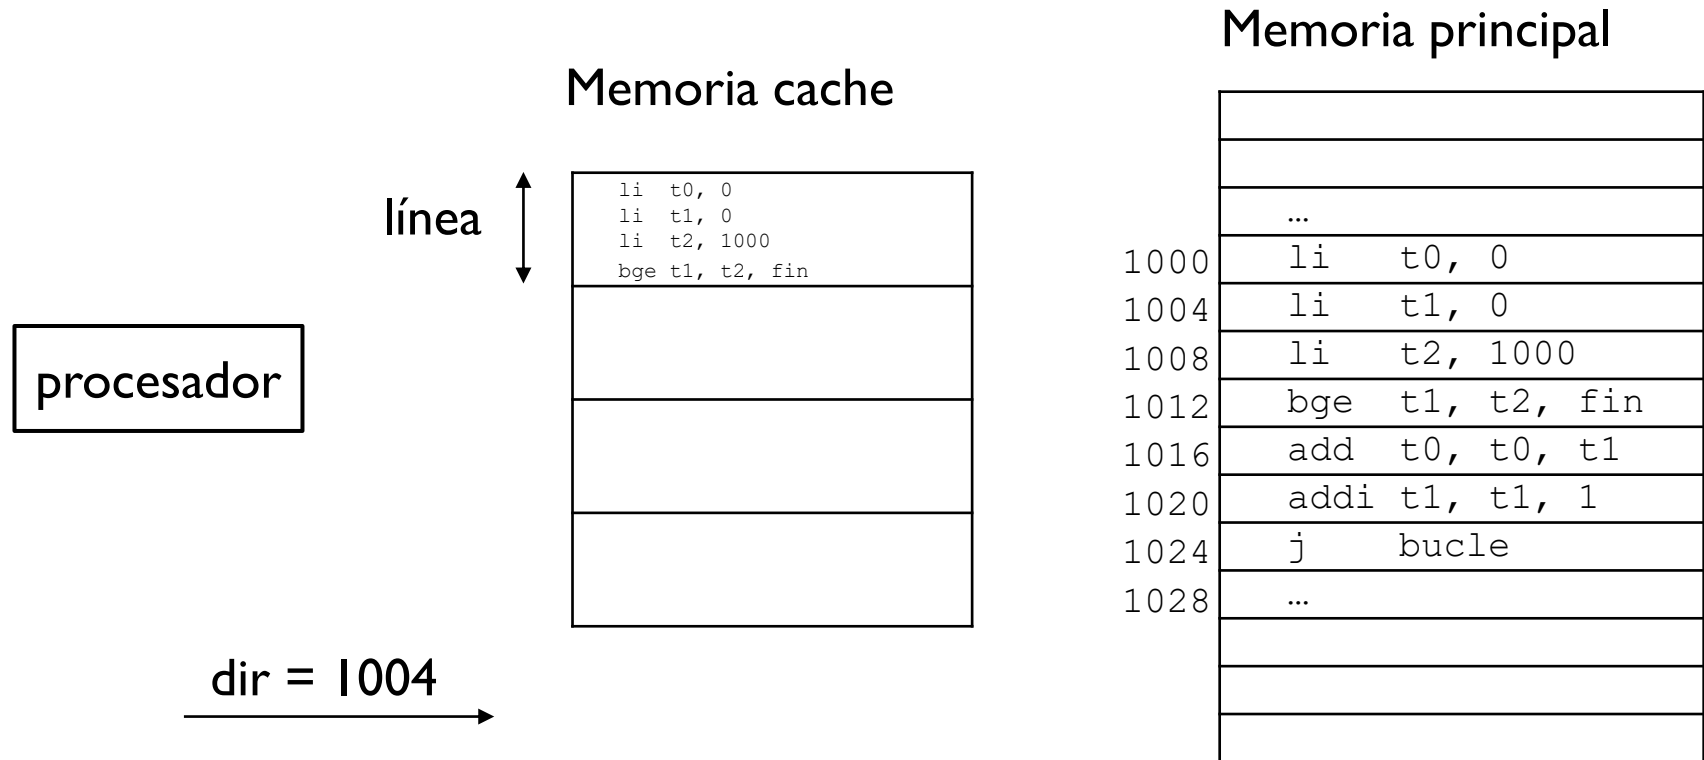 Memoria principal
Memoria cache
línea
li t0, 0
li t1, 0
li t2, 1000
bge t1, t2, fin
procesador
dir = 1004
…
1000 li t0, 0
1004 li t1, 0
1008 li t2, 1000
1012 bge t1, t2, fin
1016 add t0, t0, t1
1020 addi t1, t1, 1
1024 j bucle
1028 …